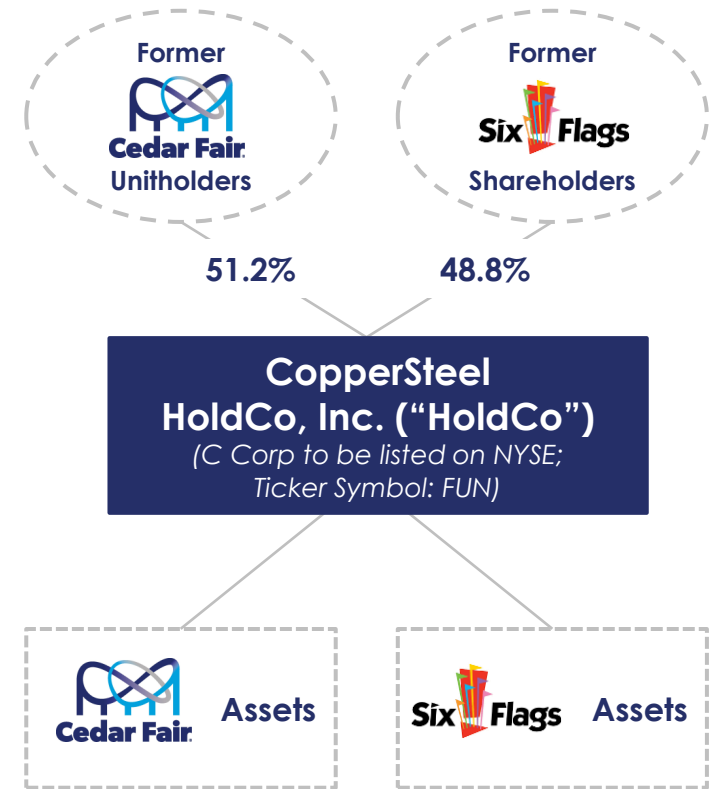 Former
Cedar Fair
Unitholders
Former
Six Flags
Shareholders
51.2%
48.8%
CopperSteel
HoldCo, Inc. (“HoldCo”)
(C Corp to be listed on NYSE;
Ticker Symbol: FUN)
Cedar Fair
Assets
Six Flags
Assets